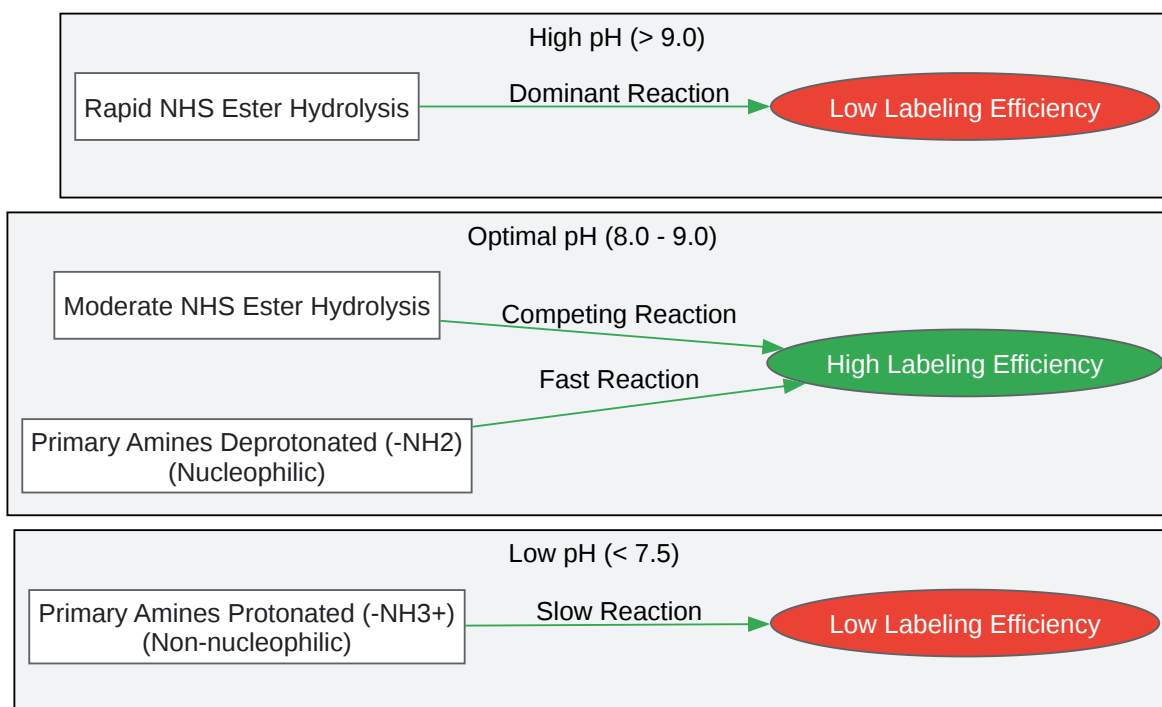 High pH (> 9.0)
Rapid NHS Ester Hydrolysis
Dominant Reaction
Low Labeling Efficiency
Optimal pH (8.0 - 9.0)
Moderate NHS Ester Hydrolysis
Competing Reaction
High Labeling Efficiency
Fast Reaction
Primary Amines Deprotonated (-NH2)
(Nucleophilic)
Low pH (< 7.5)
Primary Amines Protonated (-NH3+)
(Non-nucleophilic)
Slow Reaction
Low Labeling Efficiency